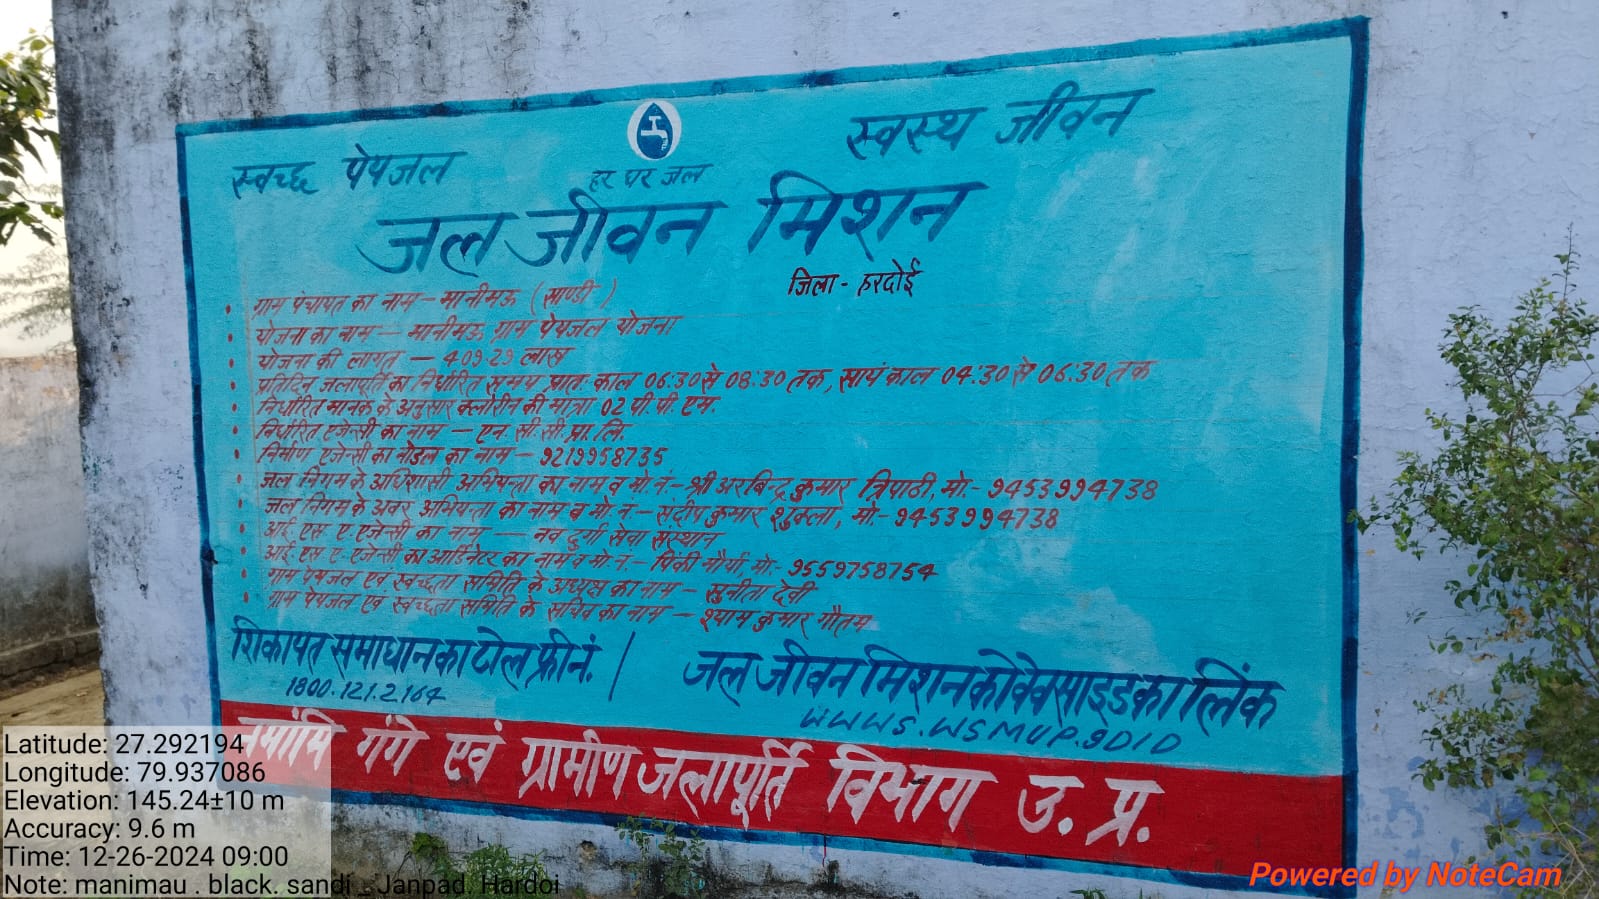 स्वच्छ पेयजल
हर घर जल
स्वस्थ जीवन
जल जीवन मिशन
जिला - हरदोई
• ग्राम पंचायत का नाम - मानीमऊ (साण्डी)
• योजना का नाम - मानीमऊ ग्राम पेयजल योजना
• योजना की लागत - 409.29 लाख
• प्रतिदिन जलापूर्ति का निर्धारित समय प्रातः काल 06:30 से 08:30 तक, सायं काल 04:30 से 06:30 तक
• निर्धारित मानक के अनुसार क्लोरीन की मात्रा 02 पी. पी. एम.
• निर्धारित एजेन्सी का नाम - एन. सी. सी. प्रा. लि.
• निर्माण एजेन्सी का नोडल का नाम - 9219958735
• जल निगम के अधिशासी अभियन्ता का नाम व मो. नं. - श्री अरबिन्द्र कुमार त्रिपाठी, मो. - 9453994738
• जल निगम के अवर अभियन्ता का नाम व मो. नं. - संदीप कुमार शुक्ला, मो. - 9453994738
• आई. एस. ए. एजेन्सी का नाम - नव दुर्गा सेवा संस्थान
• आई. एस. ए. एजेन्सी का आर्डिनेटर का नाम व मो. नं. - पिंकी मौर्या, मो. - 9559758754
• ग्राम पेयजल एवं स्वच्छता समिति के अध्यक्ष का नाम - सुनीता देवी
• ग्राम पेयजल एवं स्वच्छता समिति के सचिव का नाम - श्याम कुमार गौतम
शिकायत समाधान का टोल फ्री नं. / जल जीवन मिशन की वेवसाइड का लिंक
1800.121.2164
WWWS.WSMUP.9010
नमामि गंगे एवं ग्रामीण जलापूर्ति विभाग उ. प्र.
Latitude: 27.292194
Longitude: 79.937086
Elevation: 145.24±10 m
Accuracy: 9.6 m
Time: 12-26-2024 09:00
Note: manimau . black. sandi _ Janpad. Hardoi
Powered by NoteCam